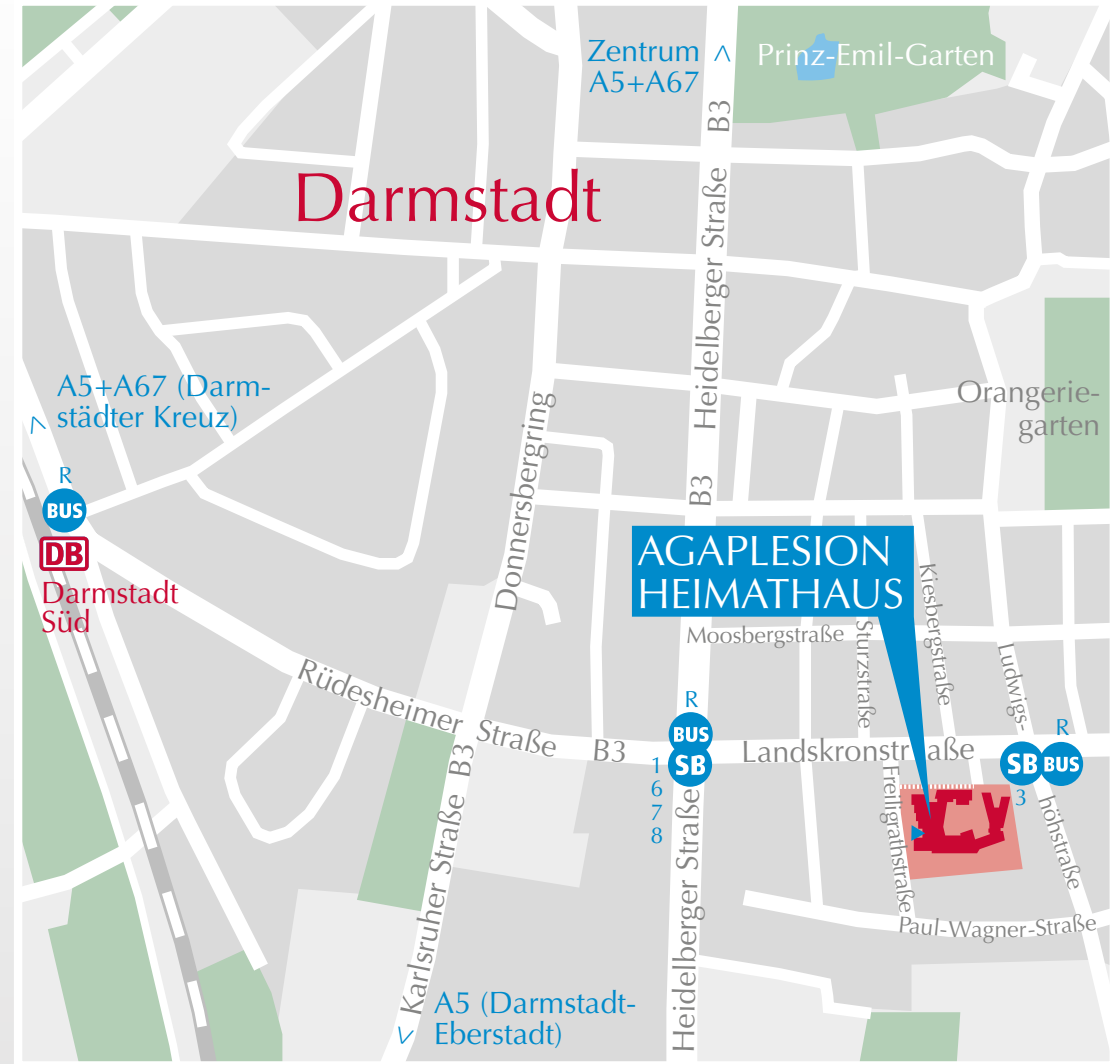 Zentrum
A5+A67
>
Prinz-Emil-Garten
B3
Darmstadt
Heidelberger Straße
A5+A67 (Darm-
städter Kreuz)
>
Orangerie-
garten
Donnersbergring
R
BUS
DB
Darmstadt
Süd
B3
AGAPLESION
HEIMATHAUS
Moosbergstraße
Sturzstraße
Kiesbergstraße
Ludwigs-
höhstraße
Rüdesheimer Straße B3
R
BUS
SB
1
6
7
8
Landskronstraße
R
SB BUS
3
Freiligrathstraße
Paul-Wagner-Straße
Karlsruher Straße B3
Heidelberger Straße
A5 (Darmstadt-
Eberstadt)
>